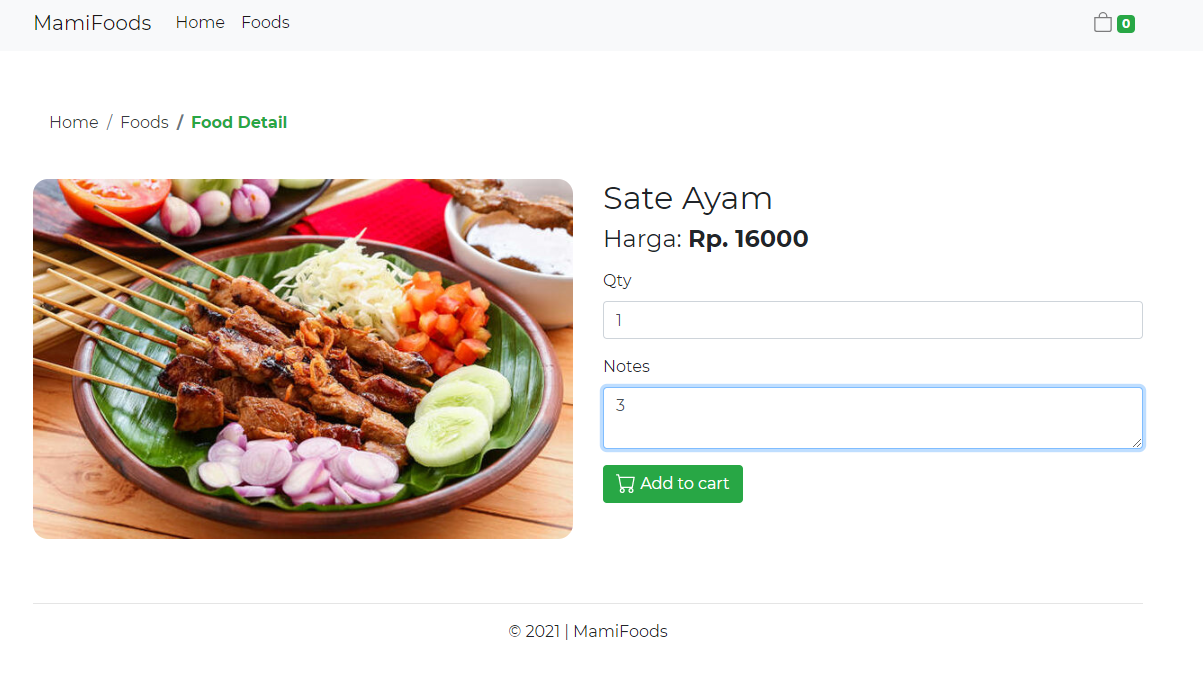 MamiFoods Home Foods 0
Home / Foods / Food Detail
Sate Ayam
Harga: Rp. 16000
Qty
1
Notes
3
Add to cart
© 2021 | MamiFoods